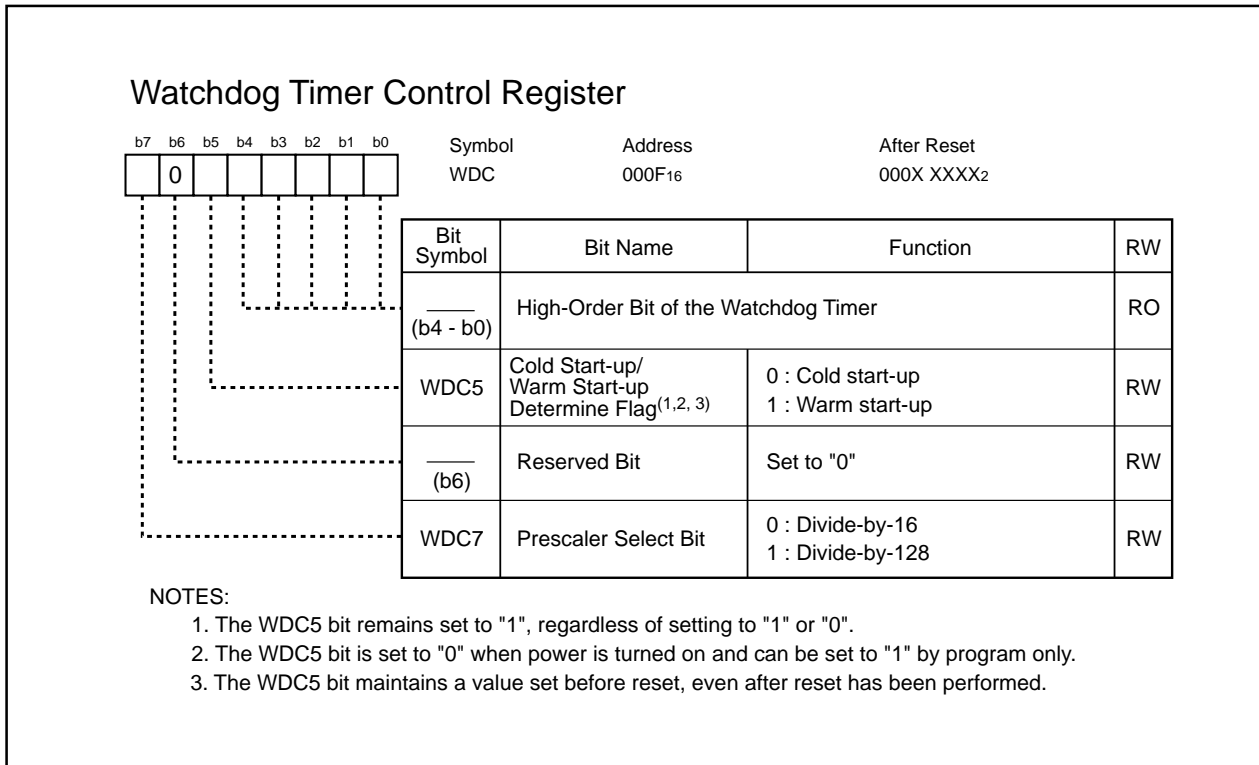 Watchdog Timer Control Register
b7 b6 b5 b4 b3 b2 b1 b0
Symbol Address After Reset
0
WDC 000F16 000X XXXX2
Bit Symbol Bit Name Function RW
(b4 - b0) High-Order Bit of the Watchdog Timer RO
WDC5 Cold Start-up/
Warm Start-up
Determine Flag(1,2, 3)
0 : Cold start-up
1 : Warm start-up
RW
(b6) Reserved Bit Set to "0" RW
WDC7 Prescaler Select Bit
0 : Divide-by-16
1 : Divide-by-128
RW
NOTES:
1. The WDC5 bit remains set to "1", regardless of setting to "1" or "0".
2. The WDC5 bit is set to "0" when power is turned on and can be set to "1" by program only.
3. The WDC5 bit maintains a value set before reset, even after reset has been performed.